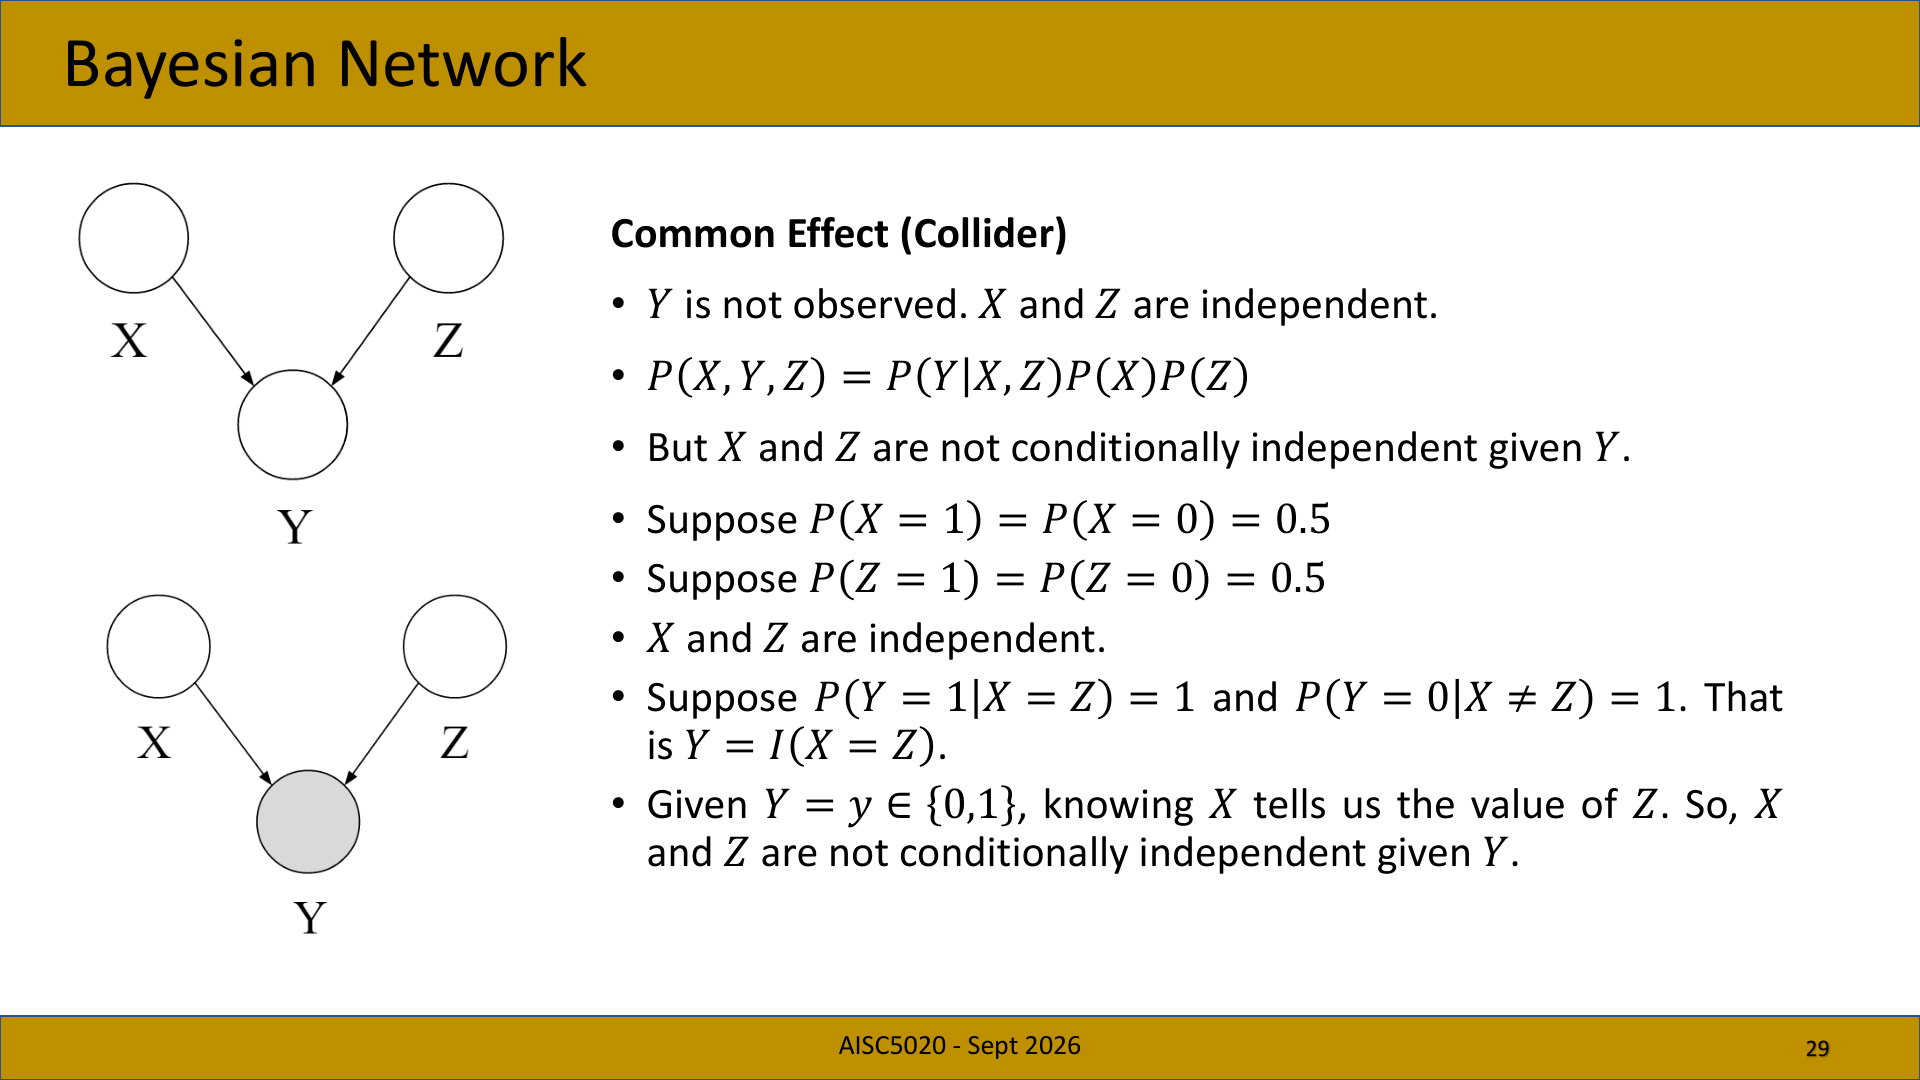 Bayesian Network
X
Z
Y
X
Z
Y
Common Effect (Collider)
• 𝑌 is not observed. 𝑋 and 𝑍 are independent.
• 𝑃(𝑋, 𝑌, 𝑍) = 𝑃(𝑌|𝑋, 𝑍)𝑃(𝑋)𝑃(𝑍)
• But 𝑋 and 𝑍 are not conditionally independent given 𝑌.
• Suppose 𝑃(𝑋 = 1) = 𝑃(𝑋 = 0) = 0.5
• Suppose 𝑃(𝑍 = 1) = 𝑃(𝑍 = 0) = 0.5
• 𝑋 and 𝑍 are independent.
• Suppose 𝑃(𝑌 = 1|𝑋 = 𝑍) = 1 and 𝑃(𝑌 = 0|𝑋 ≠ 𝑍) = 1. That
is 𝑌 = 𝐼(𝑋 = 𝑍).
• Given 𝑌 = 𝑦 ∈ {0,1}, knowing 𝑋 tells us the value of 𝑍. So, 𝑋
and 𝑍 are not conditionally independent given 𝑌.
AISC5020 - Sept 2026
29